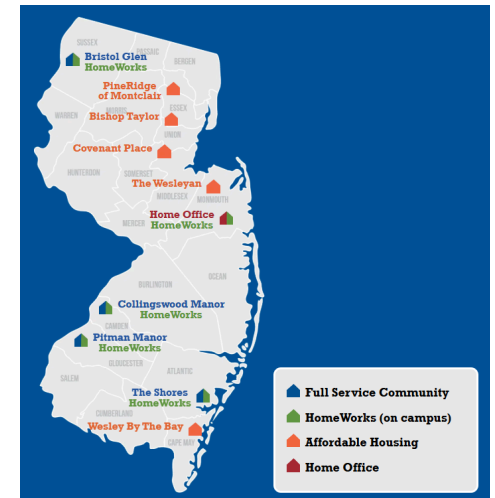 SUSSEX
PASSAIC
Bristol Glen
HomeWorks
BERGEN
PineRidge
of Montclair
MORRIS
ESSEX
WARREN
Bishop Taylor
UNION
Covenant Place
HUNTERDON
SOMERSET
The Wesleyan
MIDDLESEX
MONMOUTH
Home Office
HomeWorks
MERCER
OCEAN
BURLINGTON
Collingswood Manor
HomeWorks
CAMDEN
Pitman Manor
HomeWorks
GLOUCESTER
ATLANTIC
SALEM
The Shores
HomeWorks
CUMBERLAND
Wesley By The Bay
CAPE MAY
Full Service Community
HomeWorks (on campus)
Affordable Housing
Home Office